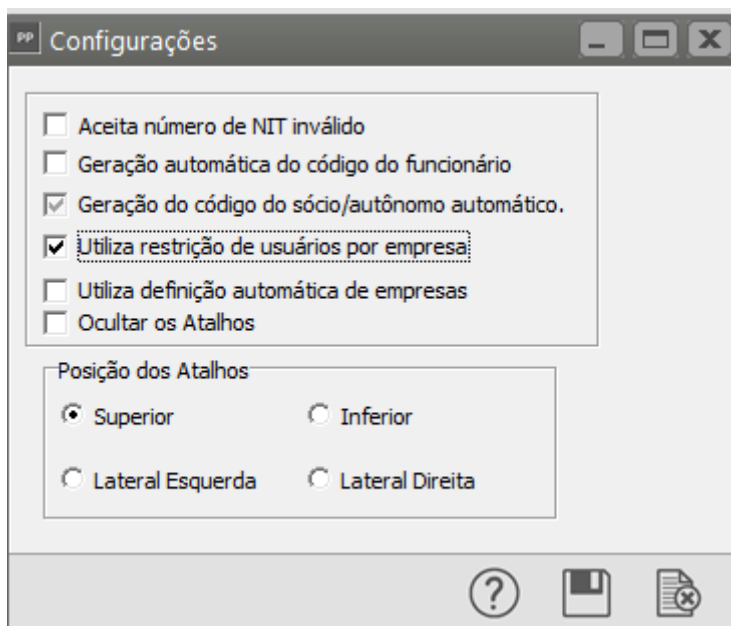 PP Configurações
Aceita número de NIT inválido
Geração automática do código do funcionário
Geração do código do sócio/autônomo automático.
Utiliza restrição de usuários por empresa
Utiliza definição automática de empresas
Ocultar os Atalhos
Posição dos Atalhos
Superior Inferior
Lateral Esquerda Lateral Direita